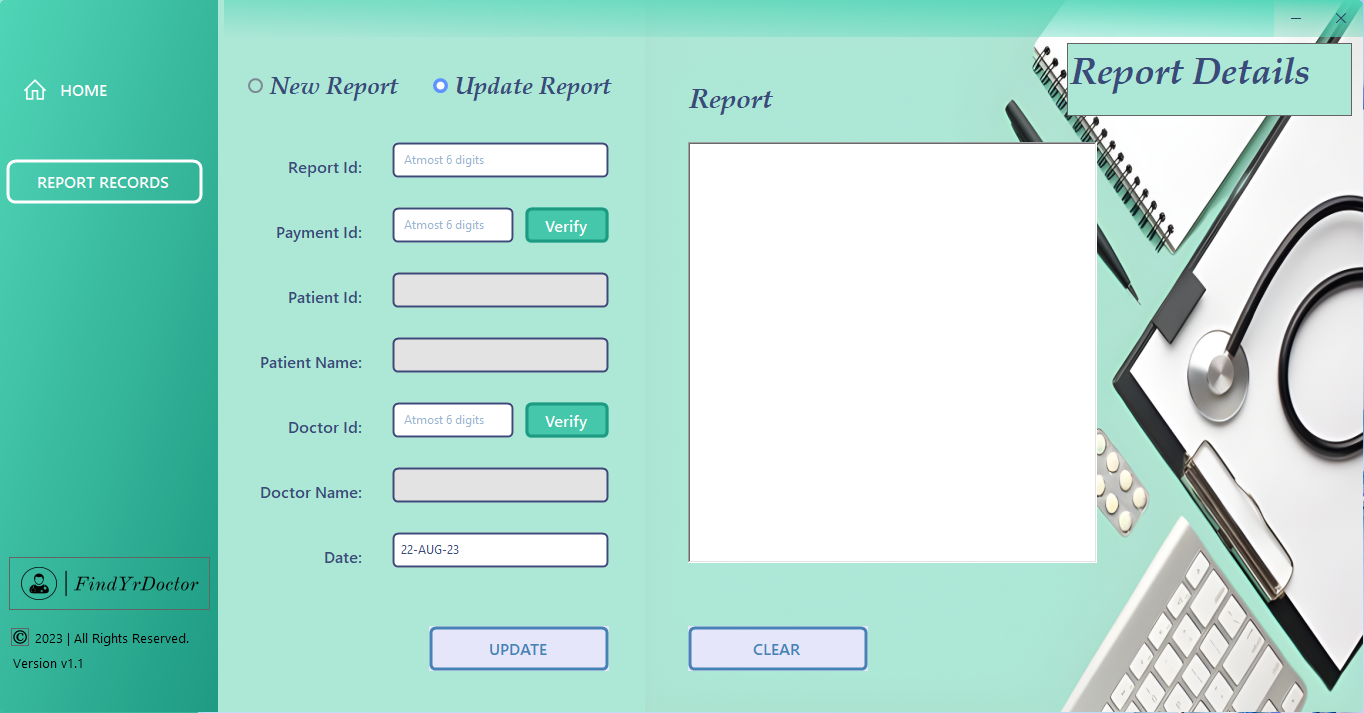 HOME
REPORT RECORDS
FindYrDoctor
© 2023 | All Rights Reserved.
Version v1.1
New Report
Update Report
Report Id:
Atmost 6 digits
Payment Id:
Atmost 6 digits
Verify
Patient Id:
Patient Name:
Doctor Id:
Atmost 6 digits
Verify
Doctor Name:
Date:
22-AUG-23
UPDATE
Report
CLEAR
Report Details